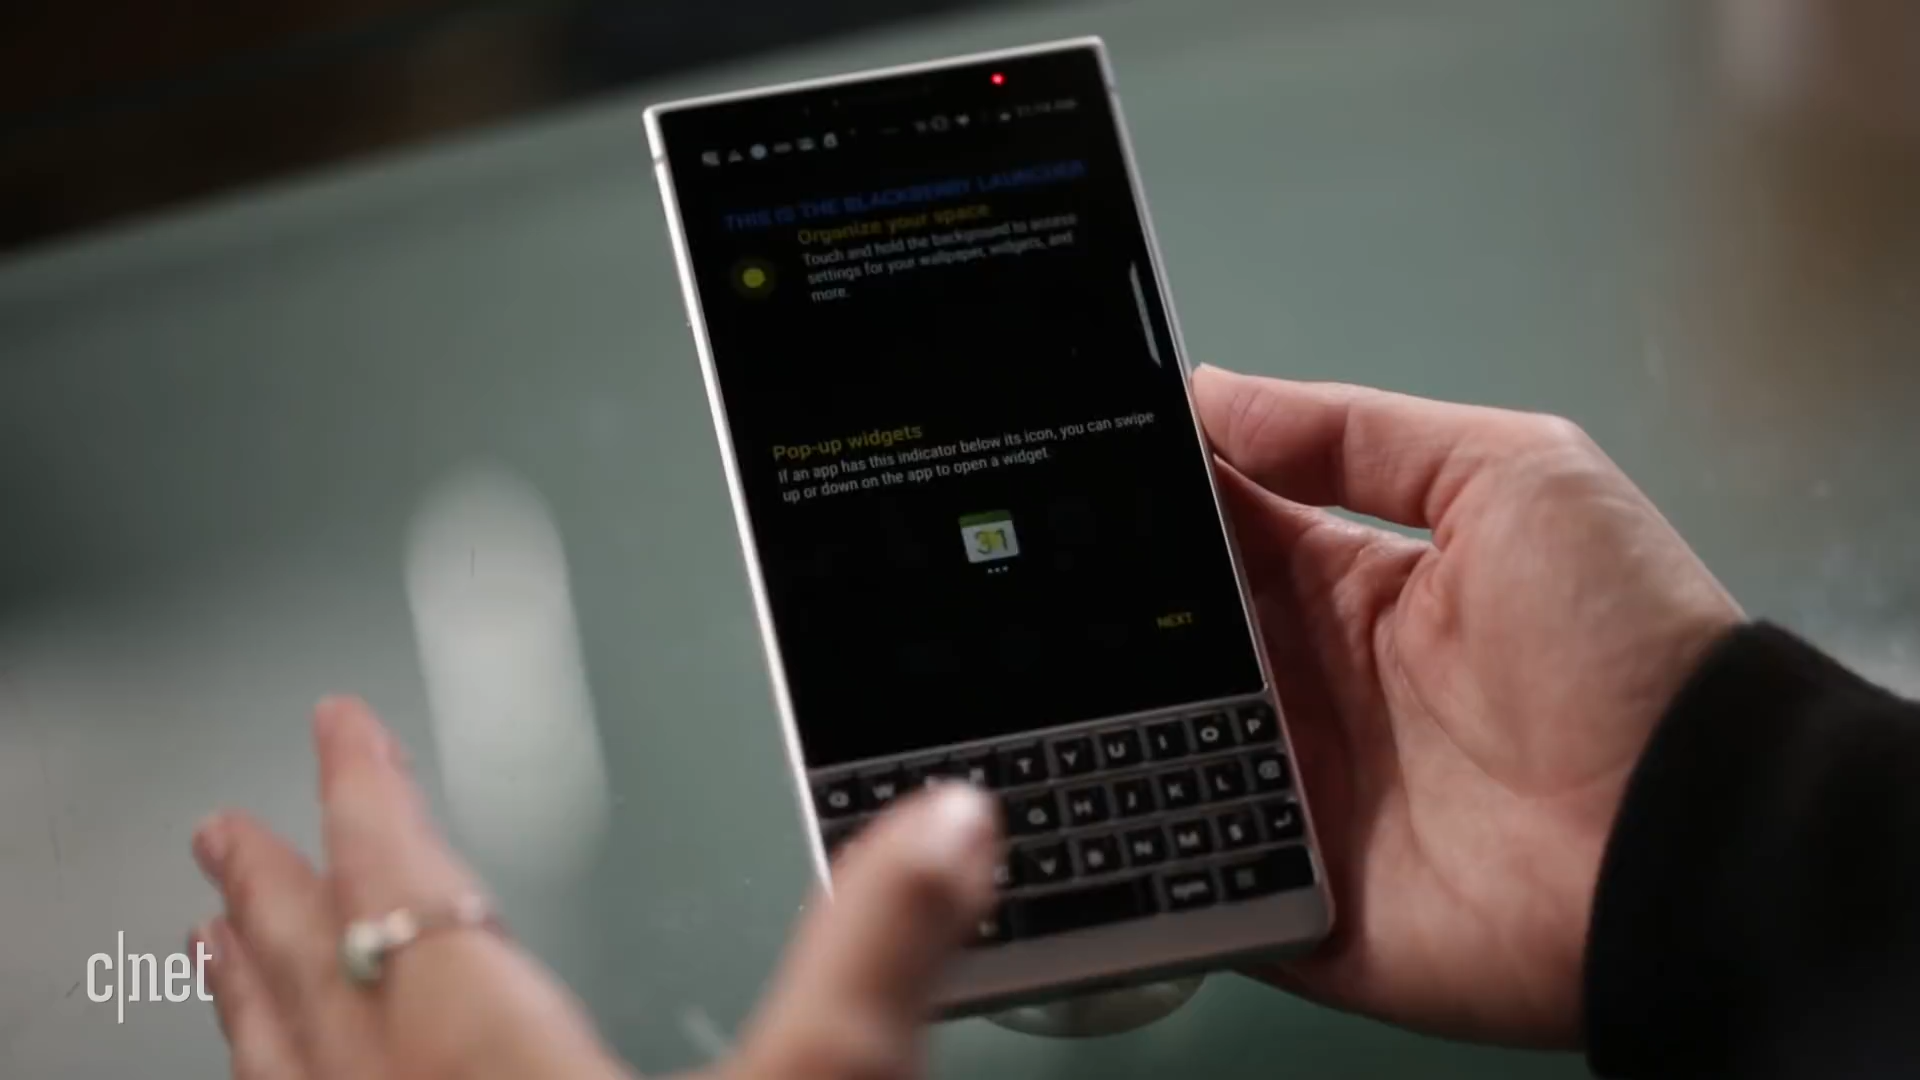 THIS IS THE BLACKBERRY LAUNCHER
Organize your space
Touch and hold the background to access
settings for your wallpaper, widgets, and
more.
Pop-up widgets
If an app has this indicator below its icon, you can swipe
up or down on the app to open a widget.
31
NEXT
Q W T Y U I O P
G H J K L
V B N M $
sym
c|net